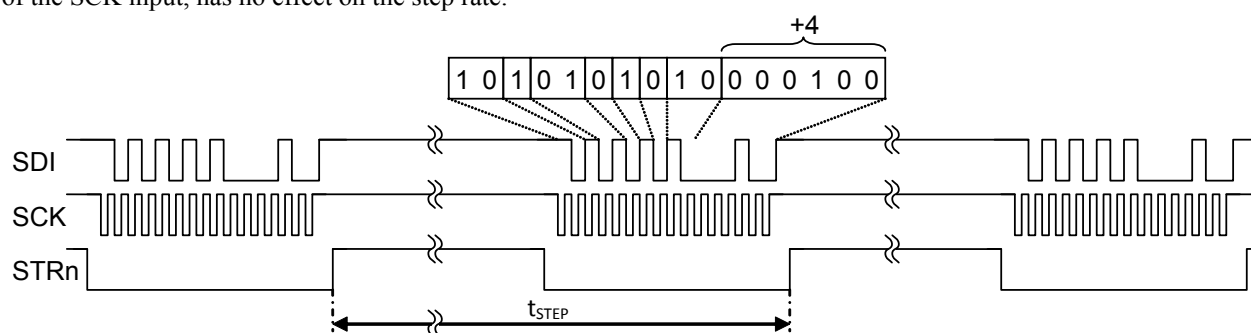 of the SCK input, has no effect on the step rate.
+4
1 0 1 0 1 0 1 0 1 0 0 0 0 1 0 0
SDI
SCK
STRn
tSTEP